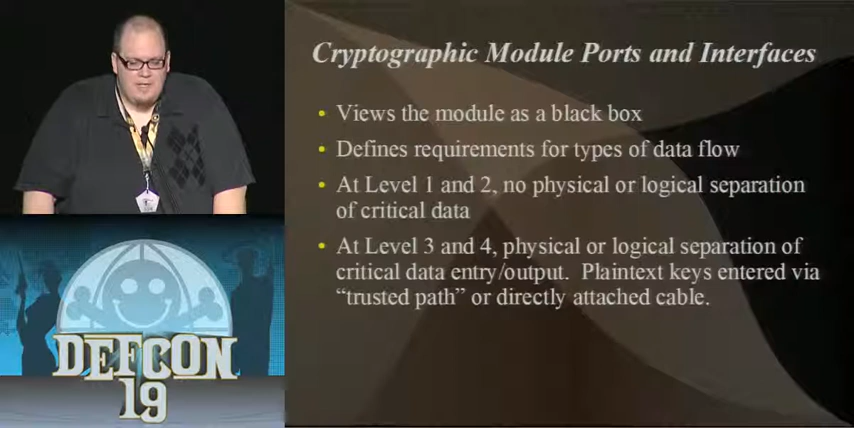 Cryptographic Module Ports and Interfaces
• Views the module as a black box
• Defines requirements for types of data flow
• At Level 1 and 2, no physical or logical separation
of critical data
• At Level 3 and 4, physical or logical separation of
critical data entry/output. Plaintext keys entered via
“trusted path” or directly attached cable.
DEFCON
19